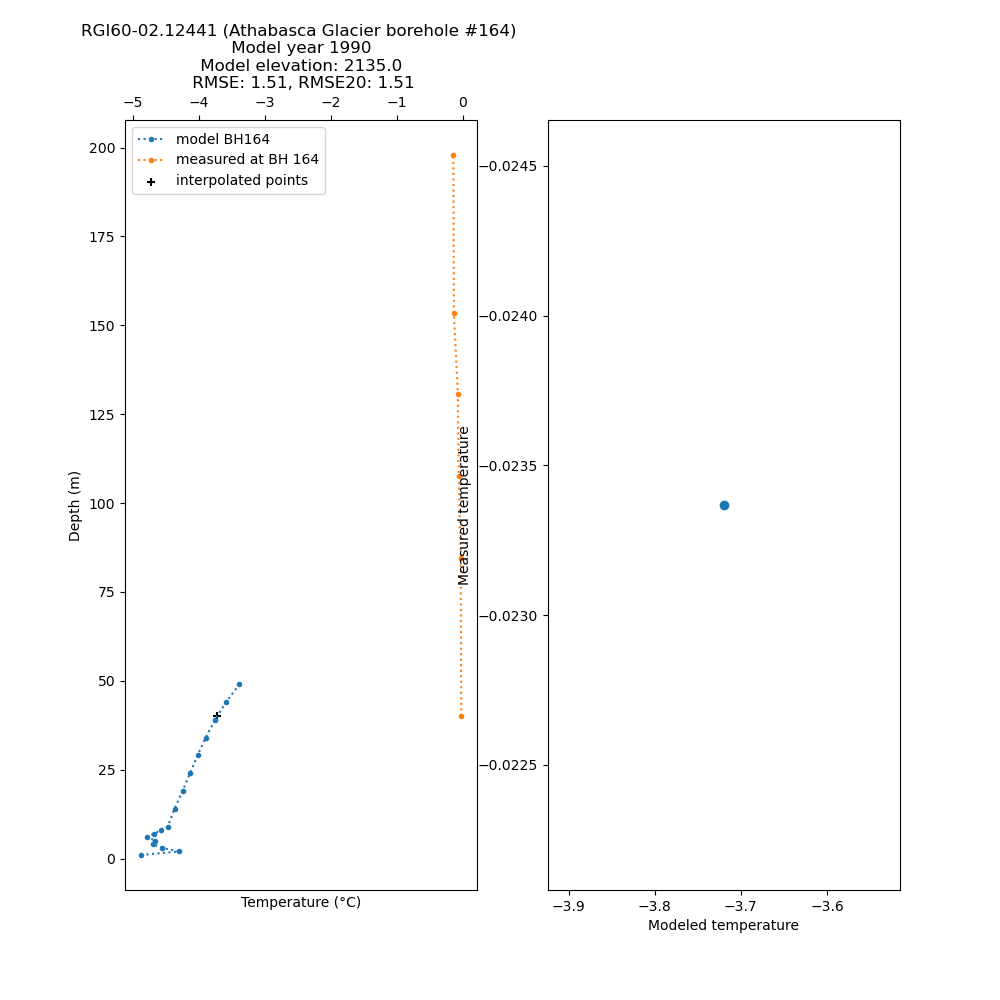 RGI60-02.12441 (Athabasca Glacier borehole #164)
Model year 1990
Model elevation: 2135.0
RMSE: 1.51, RMSE20: 1.51
−5 −4 −3 −2 −1 0
model BH164
measured at BH 164
interpolated points
200
175
150
125
100
75
50
25
0
Depth (m)
Temperature (°C)
−0.0245
−0.0240
−0.0235
−0.0230
−0.0225
Measured temperature
−3.9 −3.8 −3.7 −3.6
Modeled temperature